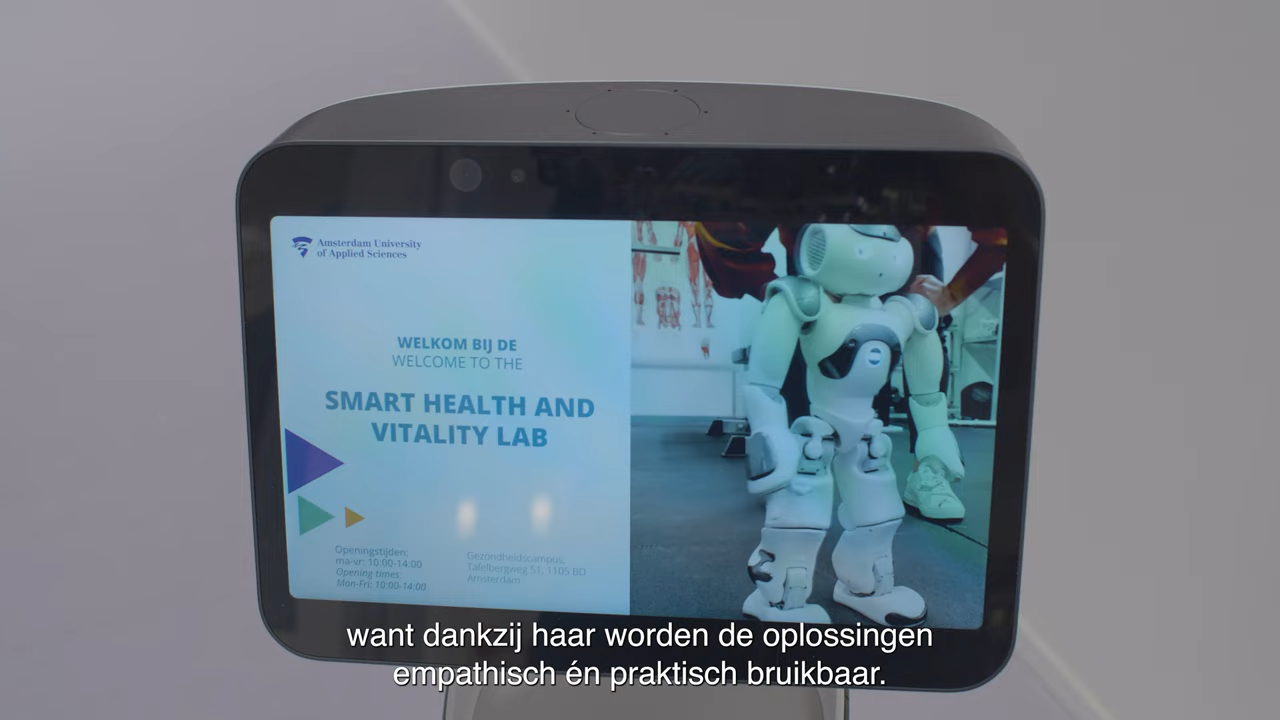 Amsterdam University
of Applied Sciences
WELKOM BIJ DE
WELCOME TO THE
SMART HEALTH AND
VITALITY LAB
Openingstijden:
ma-vr: 10:00-14:00
Opening times:
Mon-Fri: 10:00-14:00
Gezondheidscampus,
Tafelbergweg 51, 1105 BD
Amsterdam
want dankzij haar worden de oplossingen
empathisch én praktisch bruikbaar.